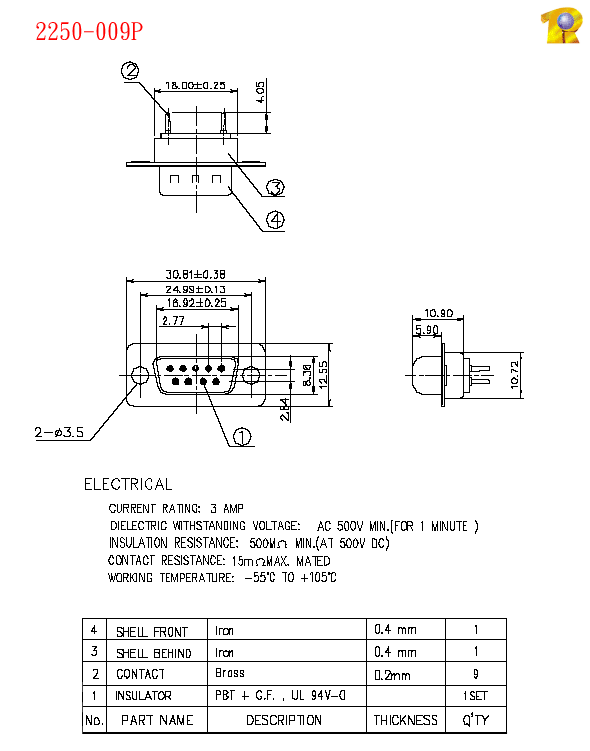 2250-009P
②
18.00±0.25
4.05
③
④
30.81±0.38
24.99±0.13
16.92±0.25
2.77
10.90
5.90
8.36
12.55
2.84
10.72
2-ø3.5
①
ELECTRICAL
CURRENT RATING: 3 AMP
DIELECTRIC WITHSTANDING VOLTAGE: AC 500V MIN.(FOR 1 MINUTE )
INSULATION RESISTANCE: 500MΩ MIN.(AT 500V DC)
CONTACT RESISTANCE: 15mΩMAX. MATED
WORKING TEMPERATURE: -55°C TO +105°C
4 SHELL FRONT Iron 0.4 mm 1
3 SHELL BEHIND Iron 0.4 mm 1
2 CONTACT Brass 0.2mm 9
1 INSULATOR PBT + G.F. , UL 94V-0 1SET
No. PART NAME DESCRIPTION THICKNESS Q'TY